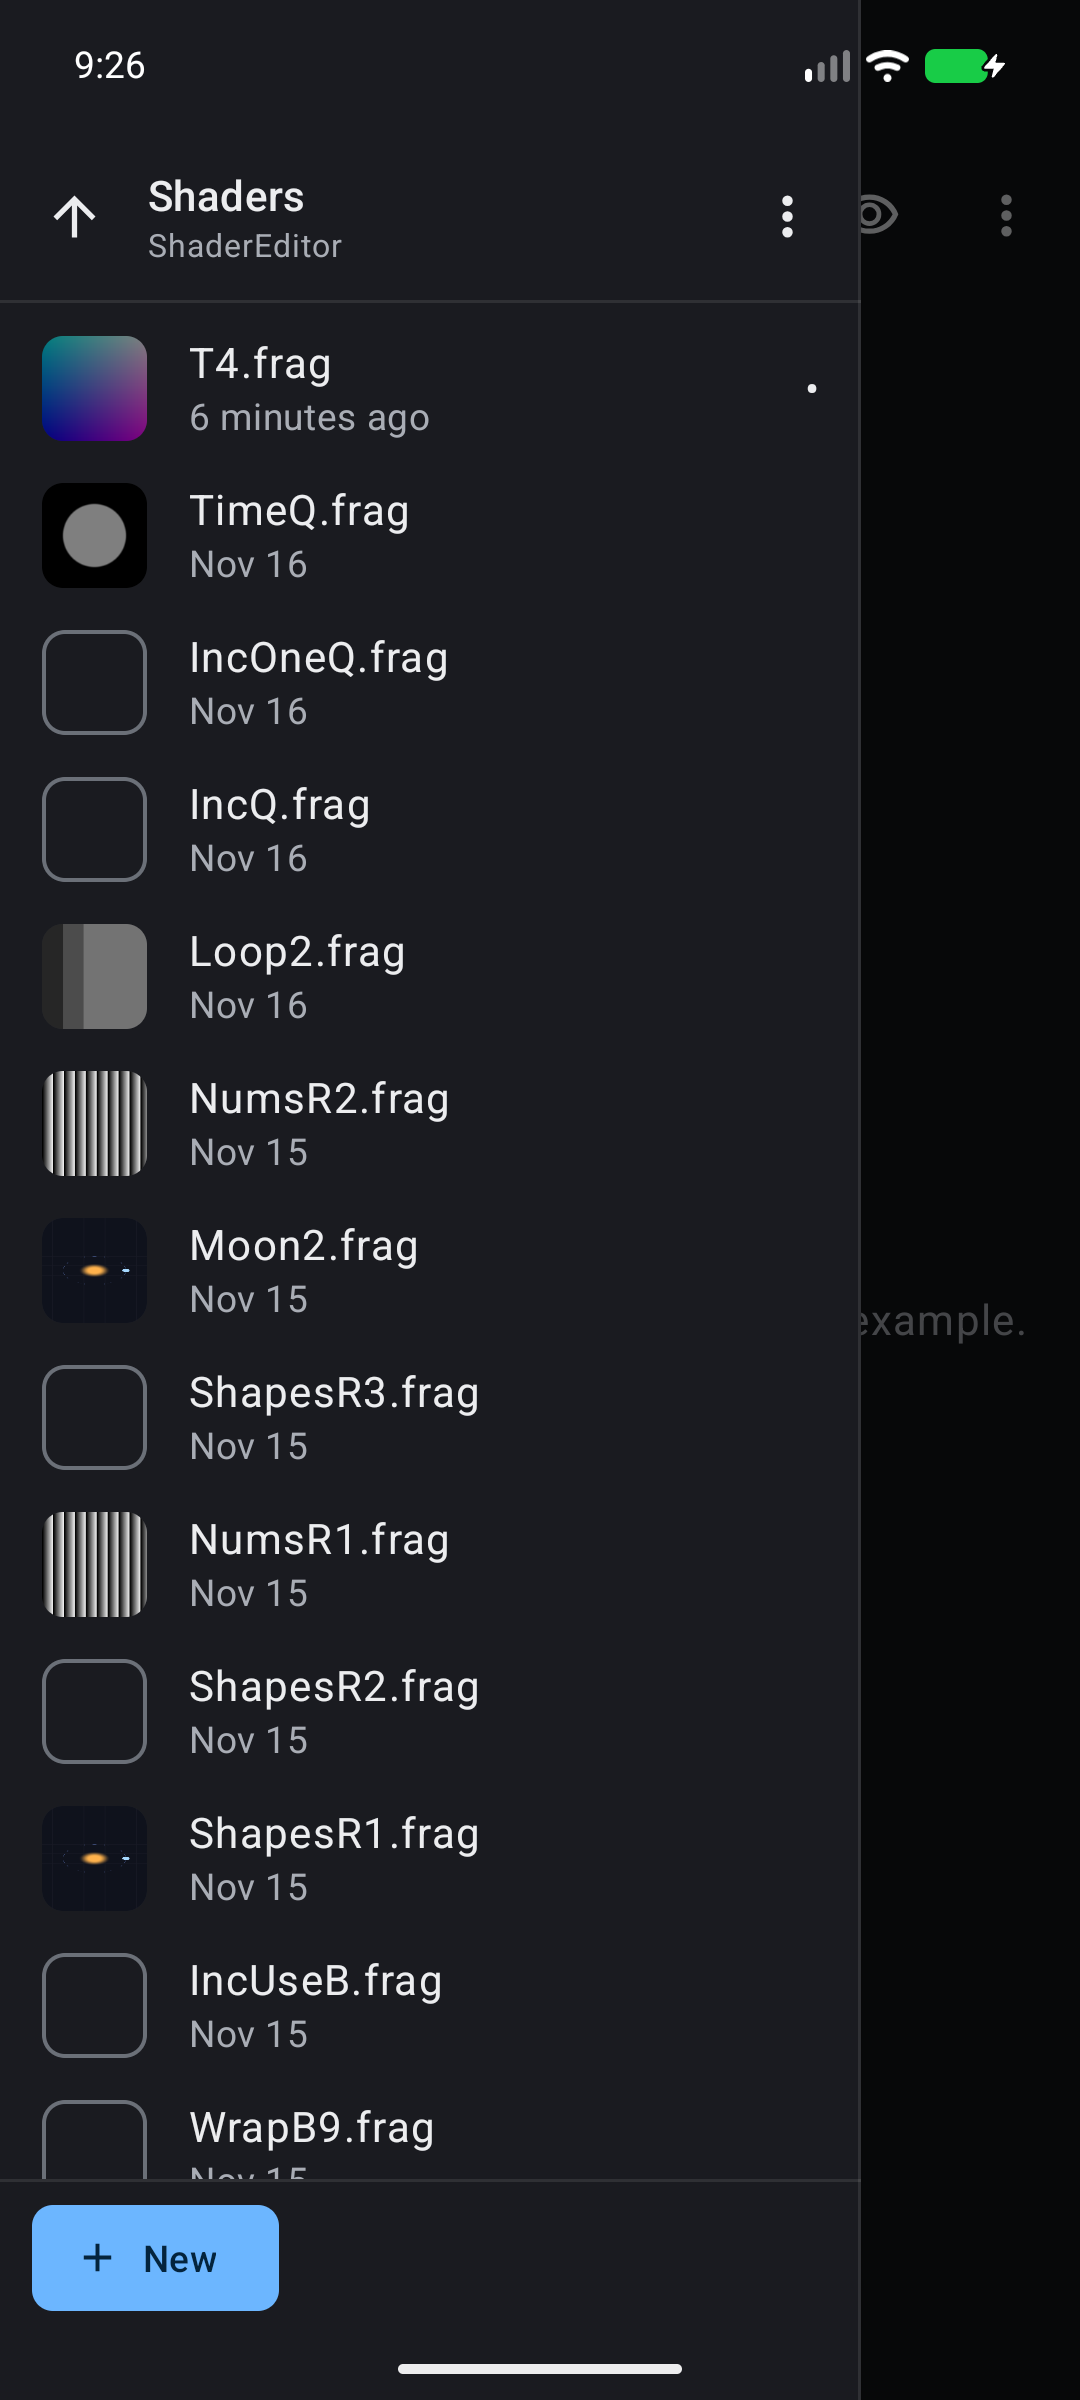 9:26
Shaders
ShaderEditor
T4.frag
6 minutes ago
TimeQ.frag
Nov 16
IncOneQ.frag
Nov 16
IncQ.frag
Nov 16
Loop2.frag
Nov 16
NumsR2.frag
Nov 15
Moon2.frag
Nov 15
example.
ShapesR3.frag
Nov 15
NumsR1.frag
Nov 15
ShapesR2.frag
Nov 15
ShapesR1.frag
Nov 15
IncUseB.frag
Nov 15
WrapB9.frag
Nov 15
New